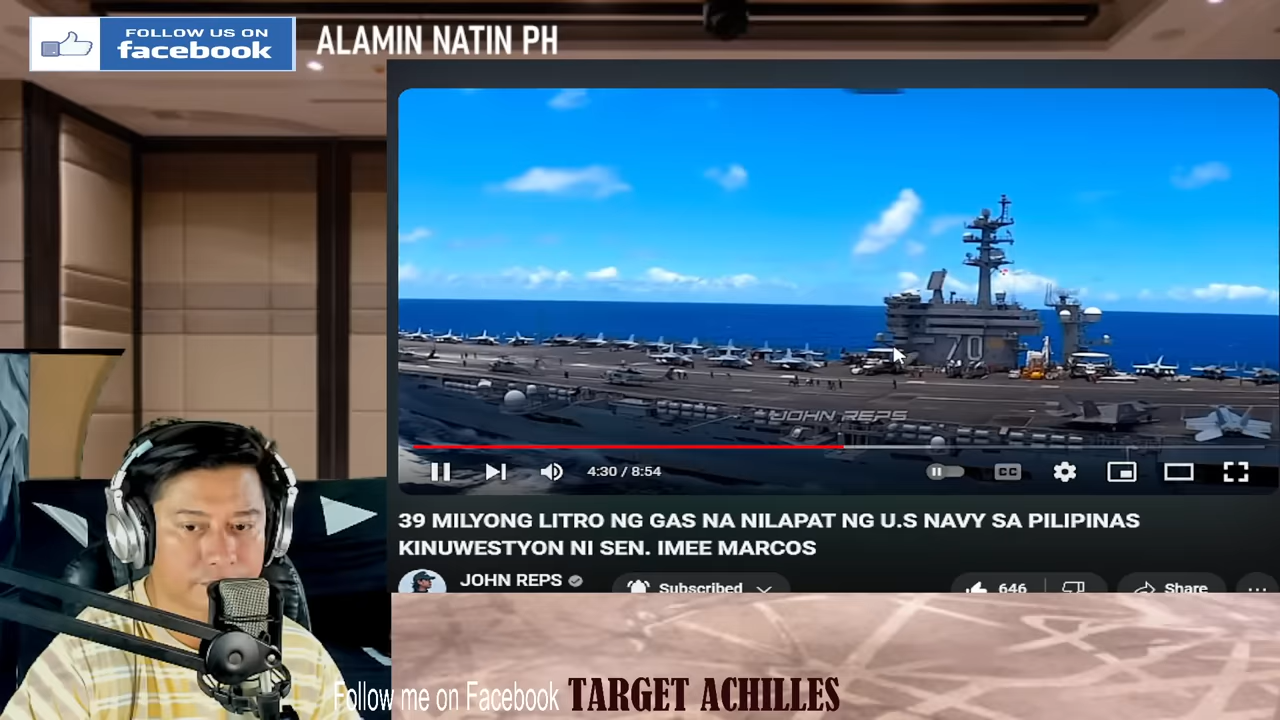 FOLLOW US ON
facebook
ALAMIN NATIN PH
70
JOHN REPS
4:30 / 8:54
CC
39 MILYONG LITRO NG GAS NA NILAPAT NG U.S NAVY SA PILIPINAS
KINUWESTYON NI SEN. IMEE MARCOS
JOHN REPS
Subscribed
646
Share
Follow me on Facebook TARGET ACHILLES